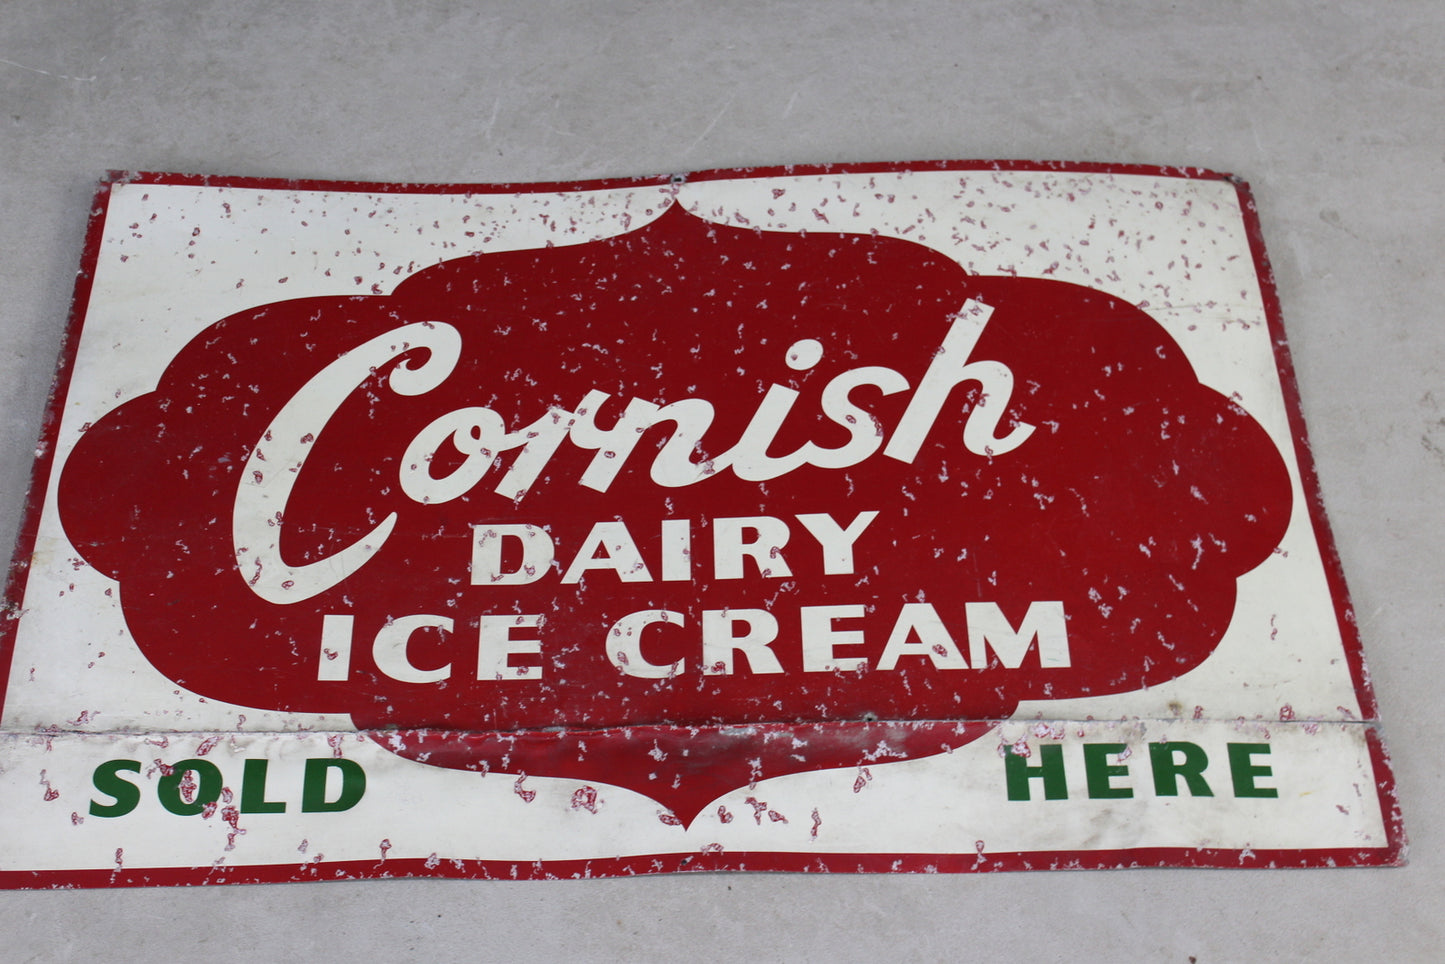 Cornish
DAIRY
ICE CREAM
SOLD HERE